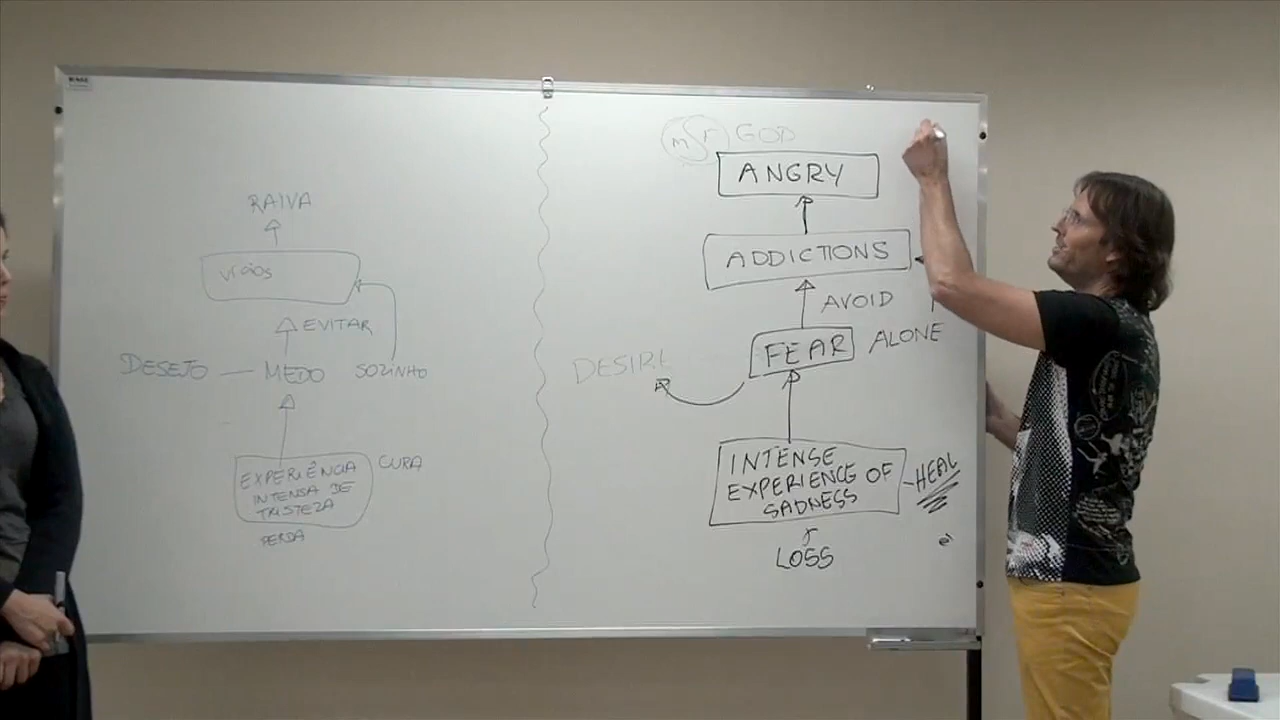 RAIVA
vícios
EVITAR
DESEJO — MEDO SOZINHO
EXPERIÊNCIA
INTENSA DE
TRISTEZA
CURA
PERDA
GOD
ANGRY
ADDICTIONS
AVOID
FEAR
ALONE
INTENSE
EXPERIENCE OF
SADNESS
HEAL
LOSS